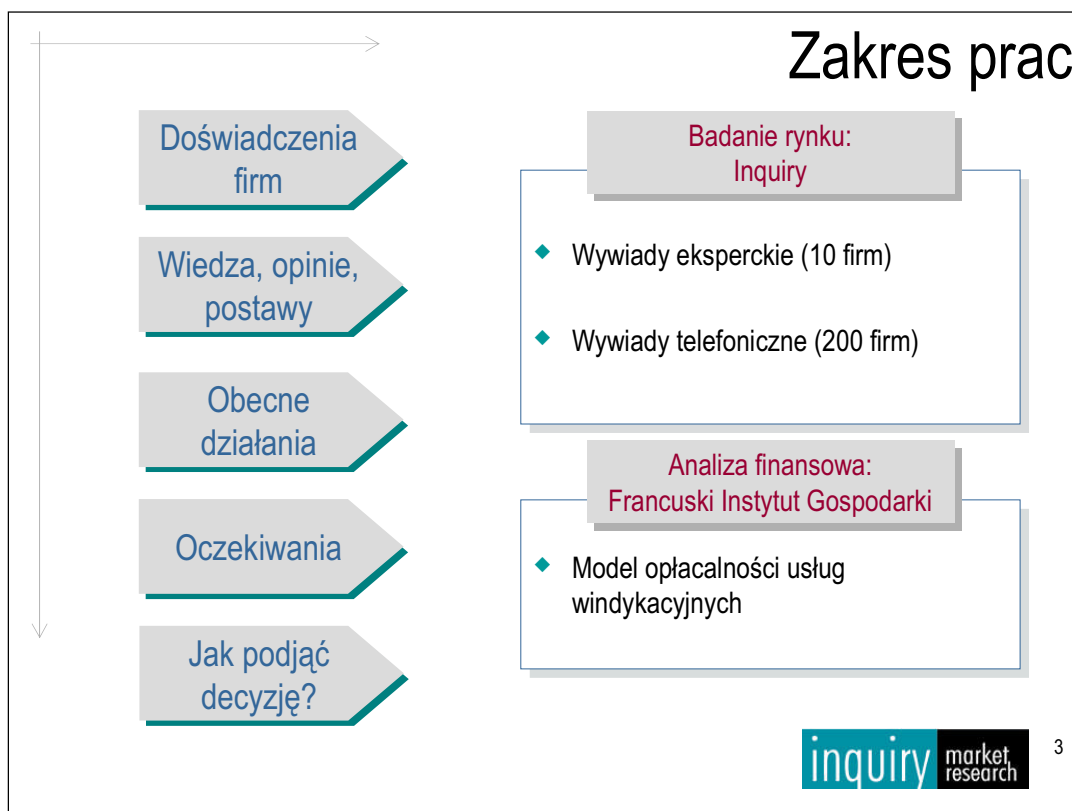 Zakres prac
Doświadczenia
firm
Wiedza, opinie,
postawy
Obecne
działania
Oczekiwania
Jak podjąć
decyzję?
Badanie rynku:
Inquiry
Wywiady eksperckie (10 firm)
Wywiady telefoniczne (200 firm)
Analiza finansowa:
Francuski Instytut Gospodarki
Model opłacalności usług
windykacyjnych
inquiry market
research
3